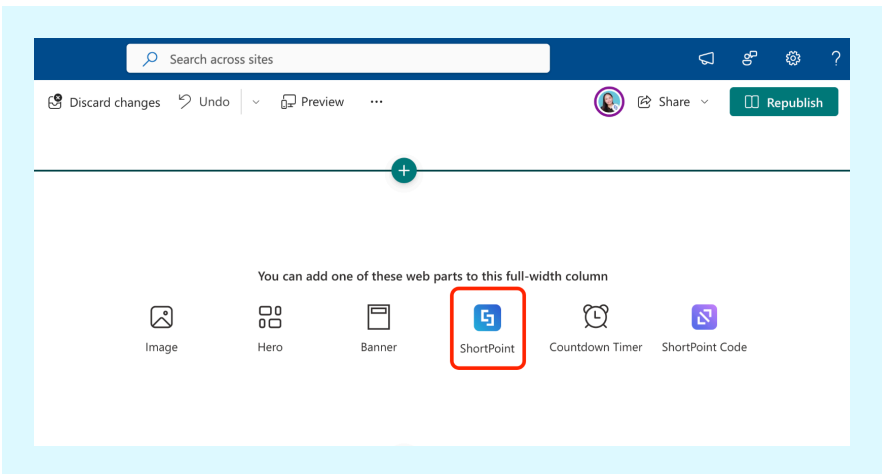 Search across sites
Discard changes Undo Preview ... Share Republish
You can add one of these web parts to this full-width column
Image Hero Banner ShortPoint Countdown Timer ShortPoint Code